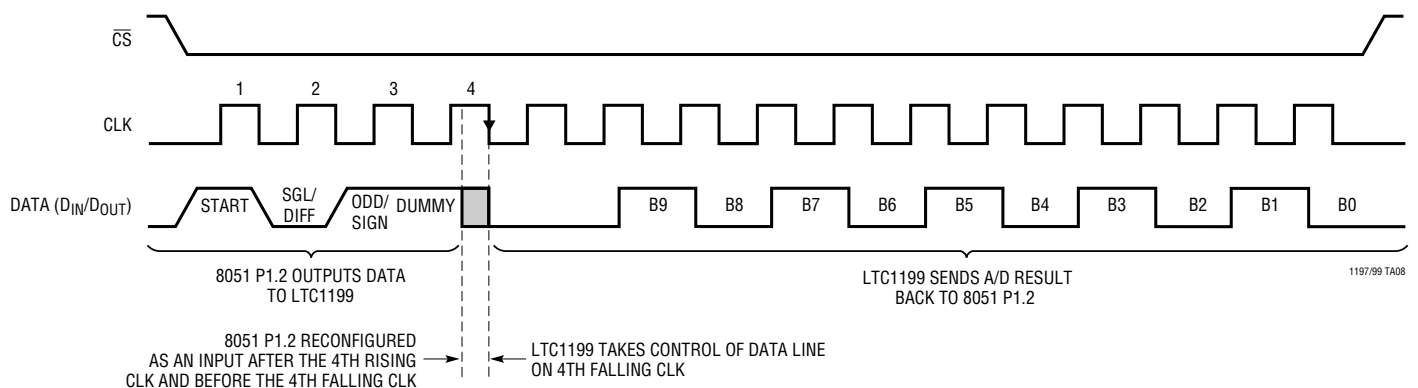 CS
1 2 3 4
CLK
DATA (DIN/DOUT)
START SGL/ DIFF ODD/ SIGN DUMMY B9 B8 B7 B6 B5 B4 B3 B2 B1 B0
8051 P1.2 OUTPUTS DATA
TO LTC1199
LTC1199 SENDS A/D RESULT
BACK TO 8051 P1.2
1197/99 TA08
8051 P1.2 RECONFIGURED
AS AN INPUT AFTER THE 4TH RISING
CLK AND BEFORE THE 4TH FALLING CLK
LTC1199 TAKES CONTROL OF DATA LINE
ON 4TH FALLING CLK